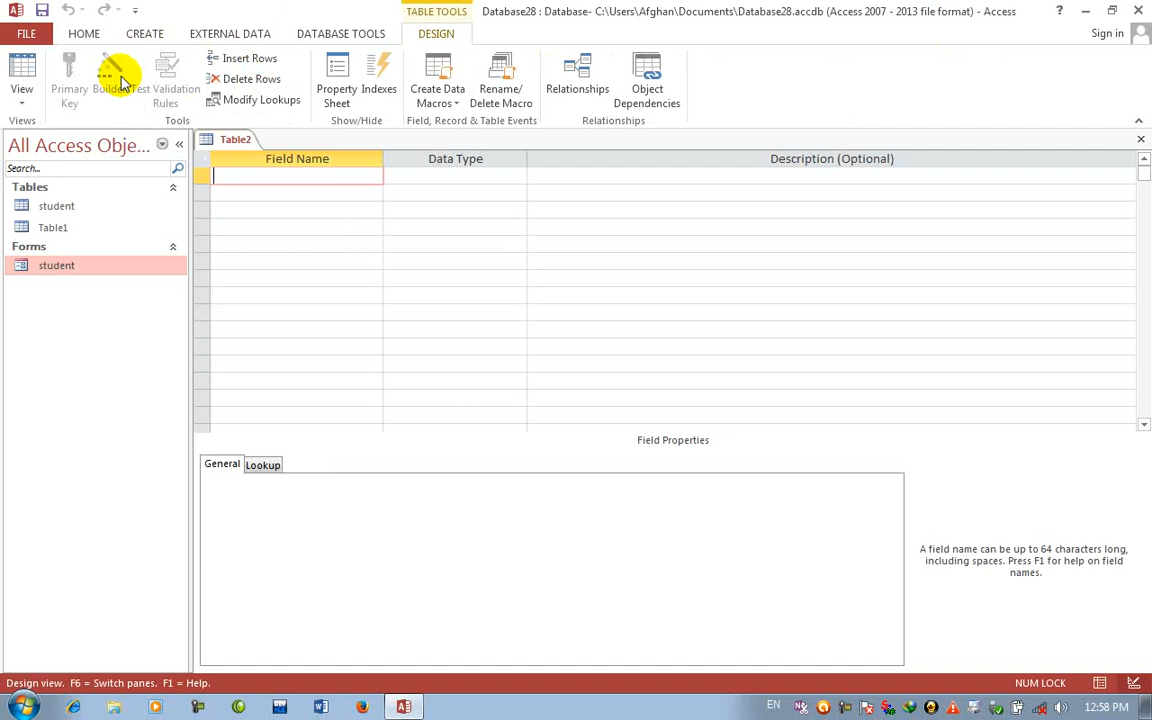 TABLE TOOLS
Database28 : Database- C:\Users\Afghan\Documents\Database28.accdb (Access 2007 - 2013 file format) - Access
?
FILE HOME CREATE EXTERNAL DATA DATABASE TOOLS DESIGN Sign in
View
Primary Key
Builder
Test Validation Rules
Insert Rows
Delete Rows
Modify Lookups
Property Sheet
Indexes
Create Data Macros
Rename/ Delete Macro
Relationships
Object Dependencies
Views Tools Show/Hide Field, Record & Table Events Relationships
All Access Obje...
Search...
Tables
student
Table1
Forms
student
Table2
Field Name Data Type Description (Optional)
Field Properties
General Lookup
A field name can be up to 64 characters long,
including spaces. Press F1 for help on field
names.
Design view. F6 = Switch panes. F1 = Help. NUM LOCK
EN 12:58 PM